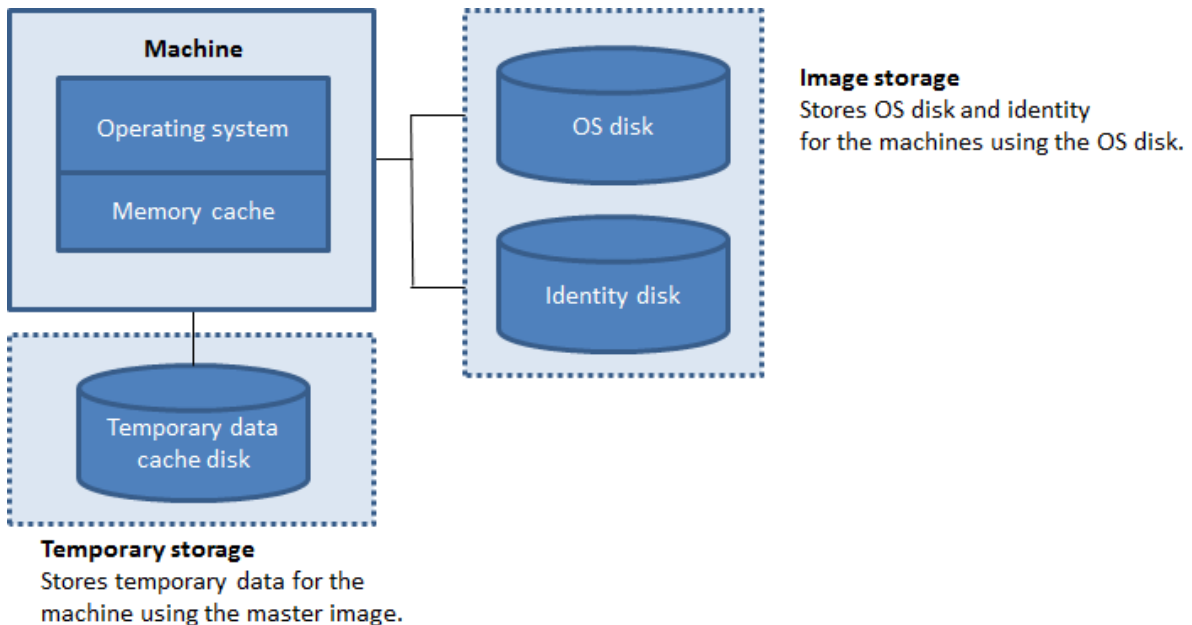 Machine
Operating system
Memory cache
OS disk
Identity disk
Image storage
Stores OS disk and identity
for the machines using the OS disk.
Temporary data
cache disk
Temporary storage
Stores temporary data for the
machine using the master image.